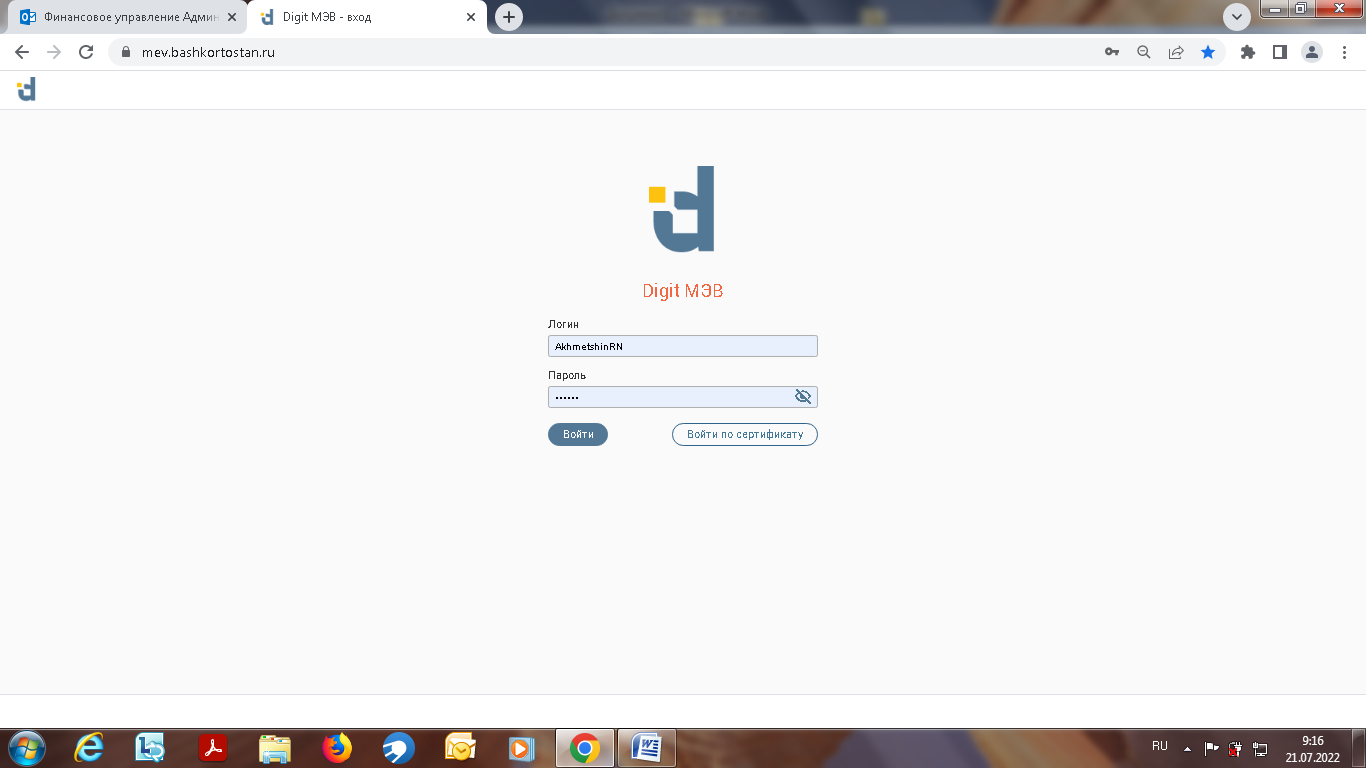 Финансовое управление Админ
Digit МЭВ - вход
mev.bashkortostan.ru
Digit МЭВ
Логин
AkhmetshinRN
Пароль
••••••
Войти
Войти по сертификату
RU
9:16
21.07.2022